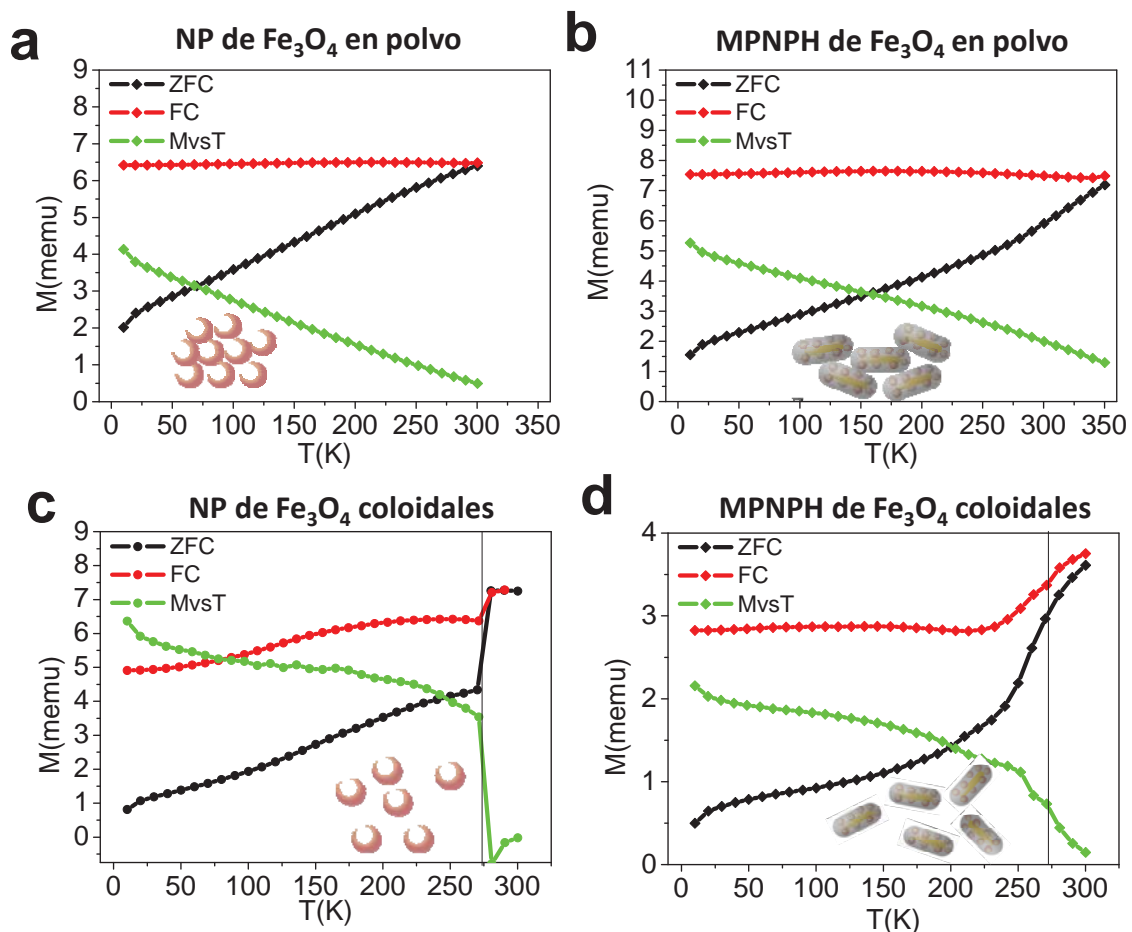 a
NP de Fe₃O₄ en polvo
9
8
7
6
5
4
3
2
1
0
M(memu)
ZFC
FC
MvsT
0 50 100 150 200 250 300 350
T(K)
b
MPNPH de Fe₃O₄ en polvo
11
10
9
8
7
6
5
4
3
2
1
0
M(memu)
ZFC
FC
MvsT
0 50 100 150 200 250 300 350
T(K)
c
NP de Fe₃O₄ coloidales
9
8
7
6
5
4
3
2
1
0
M(memu)
ZFC
FC
MvsT
0 50 100 150 200 250 300
T(K)
d
MPNPH de Fe₃O₄ coloidales
4
3
2
1
0
M(memu)
ZFC
FC
MvsT
0 50 100 150 200 250 300
T(K)